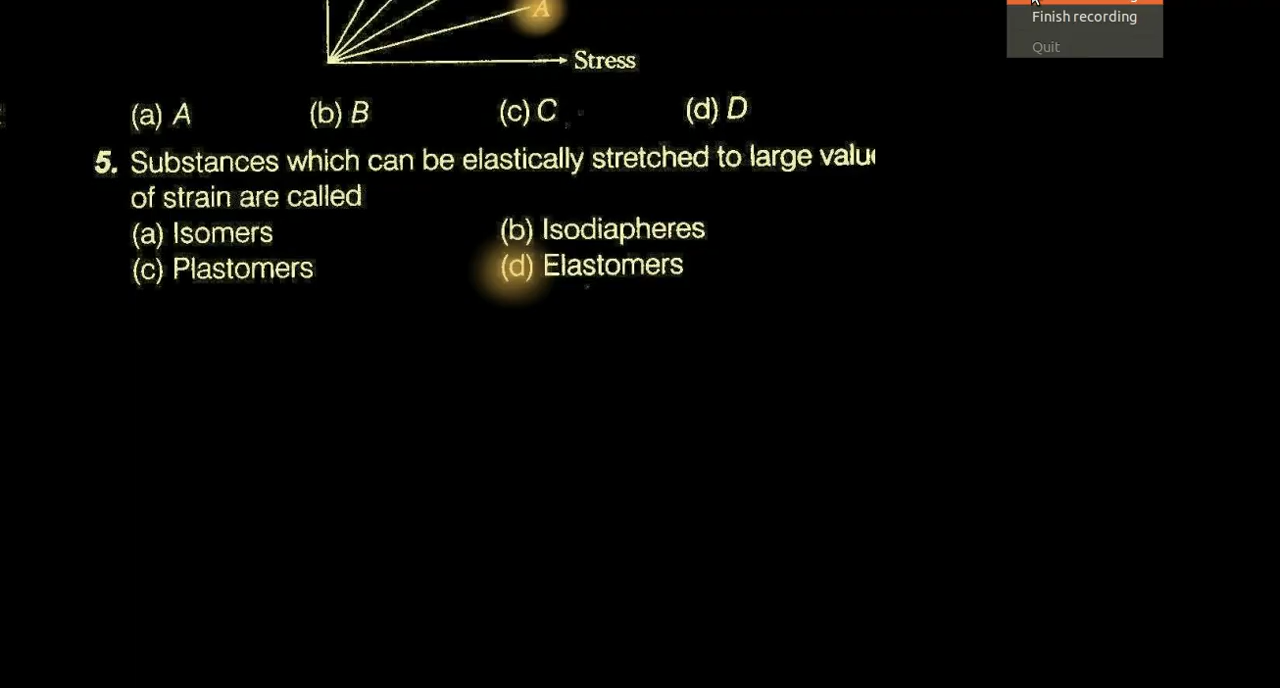 Finish recording
Quit
A
Stress
(a) A (b) B (c) C (d) D
5. Substances which can be elastically stretched to large valu
of strain are called
(a) Isomers (b) Isodiapheres
(c) Plastomers (d) Elastomers